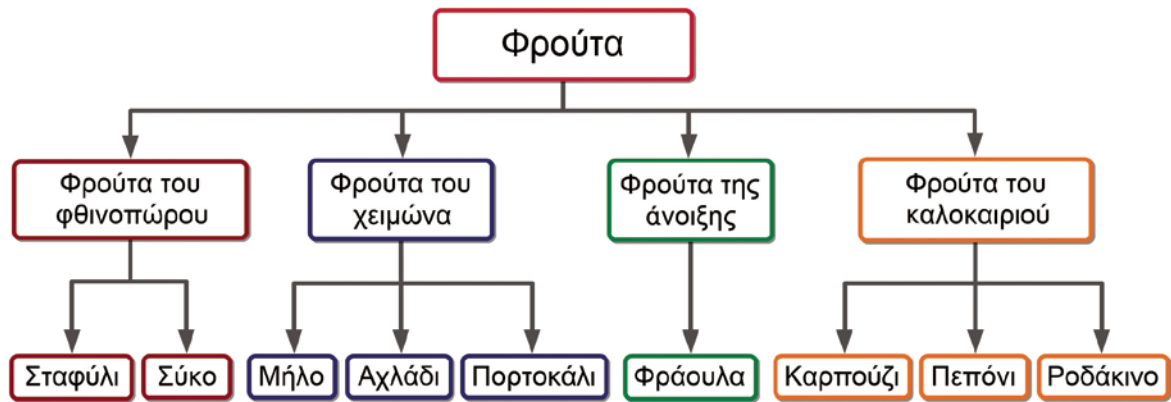 Φρούτα
Φρούτα του
φθινοπώρου
Φρούτα του
χειμώνα
Φρούτα της
άνοιξης
Φρούτα του
καλοκαιριού
Σταφύλι
Σύκο
Μήλο
Αχλάδι
Πορτοκάλι
Φράουλα
Καρπούζι
Πεπόνι
Ροδάκινο